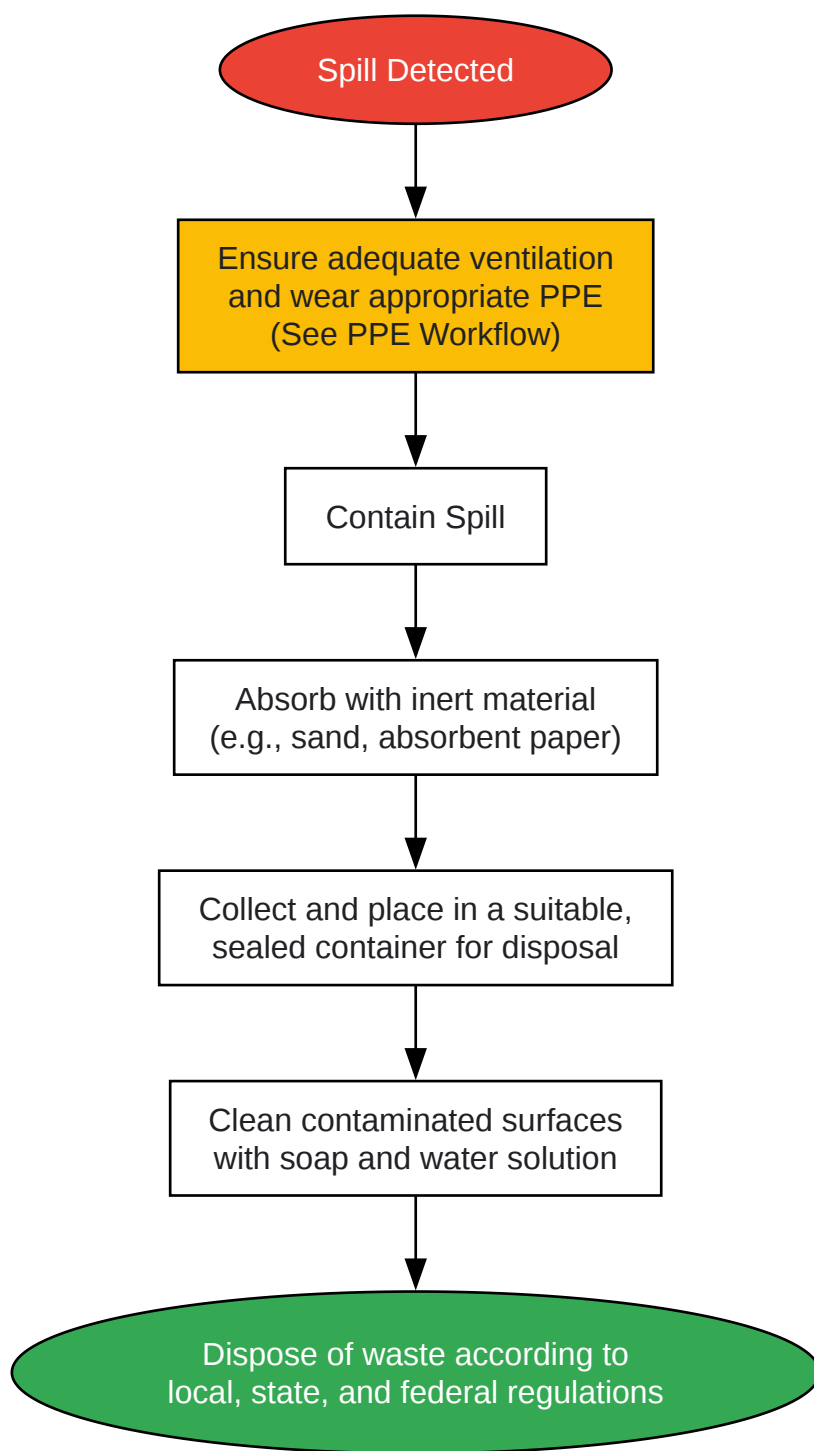 Spill Detected
Ensure adequate ventilation
and wear appropriate PPE
(See PPE Workflow)
Contain Spill
Absorb with inert material
(e.g., sand, absorbent paper)
Collect and place in a suitable,
sealed container for disposal
Clean contaminated surfaces
with soap and water solution
Dispose of waste according to
local, state, and federal regulations